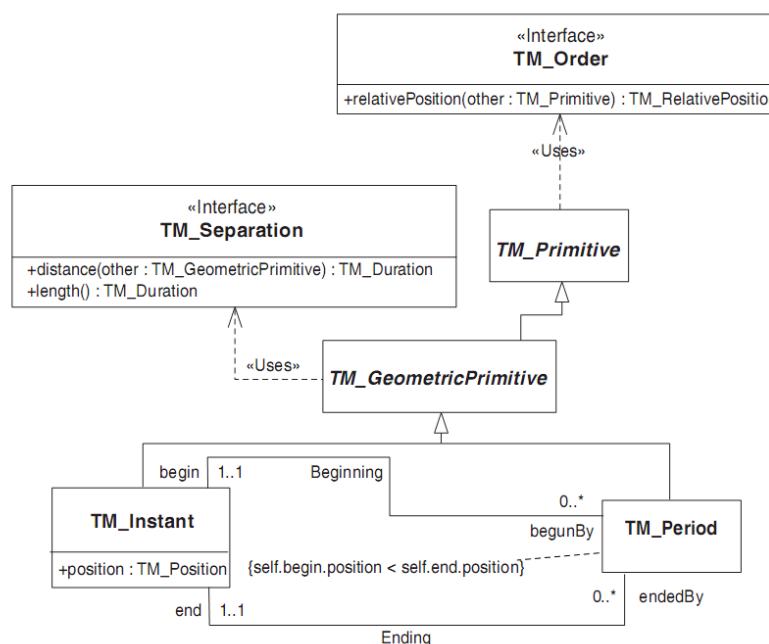 «Interface»
TM_Order
+relativePosition(other : TM_Primitive) : TM_RelativePosition
«Uses»
«Interface»
TM_Separation
+distance(other : TM_GeometricPrimitive) : TM_Duration
+length() : TM_Duration
TM_Primitive
«Uses»
TM_GeometricPrimitive
begin 1..1 Beginning
0..*
TM_Instant
begunBy TM_Period
+position : TM_Position
{self.begin.position < self.end.position}
end 1..1 0..* endedBy
Ending